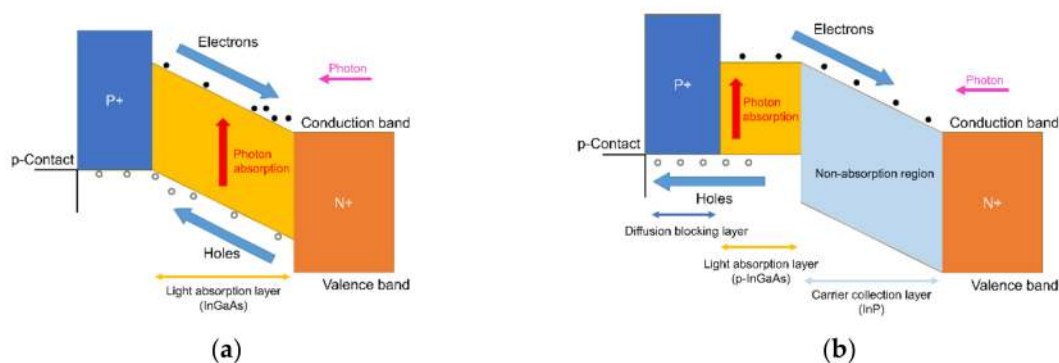 Electrons
Photon
P+
Conduction band
p-Contact
Photon
absorption
N+
Holes
Light absorption layer
(InGaAs)
Valence band
(a)
Electrons
Photon
P+
Photon
absorption
Conduction band
p-Contact
Non-absorption region
N+
Holes
Diffusion blocking layer
Light absorption layer
(p-InGaAs)
Carrier collection layer
(InP)
Valence band
(b)